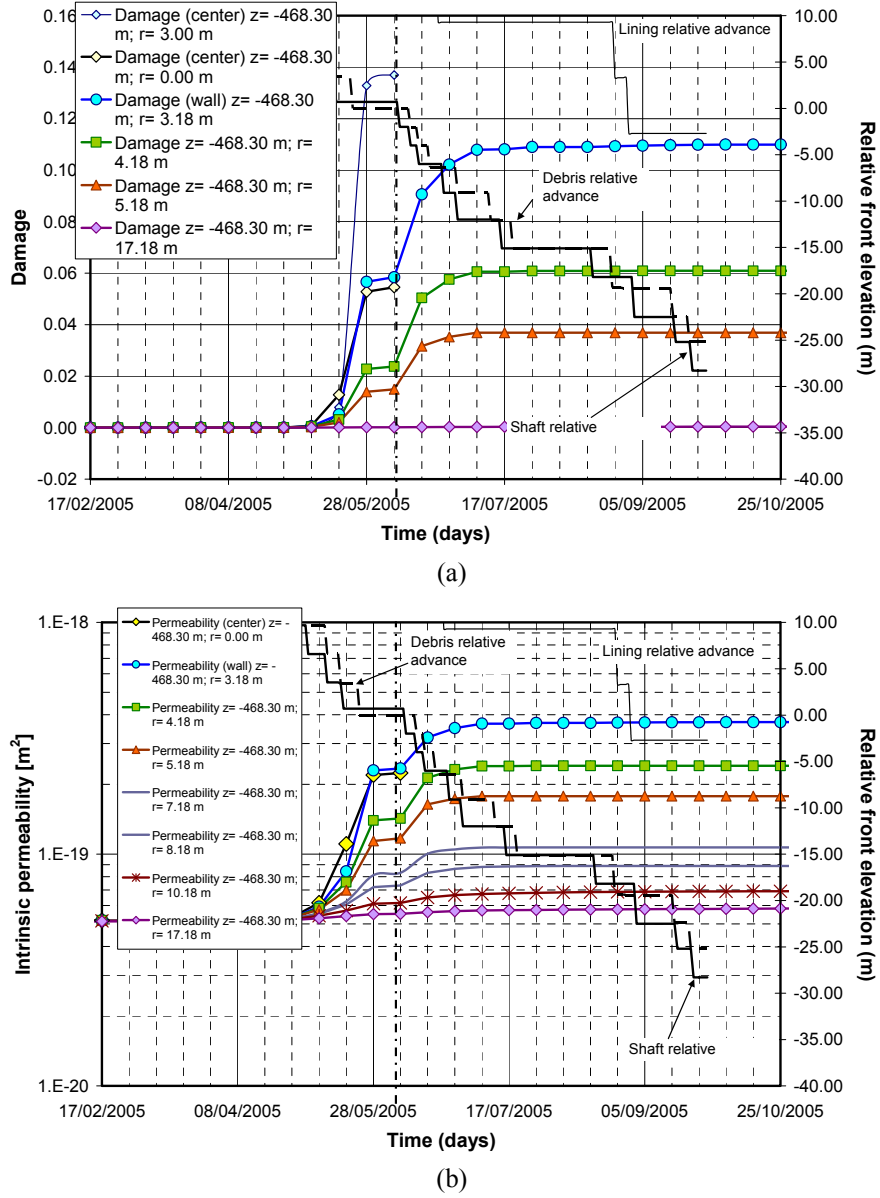 0.16
0.14
0.12
0.10
0.08
0.06
0.04
0.02
0.00
-0.02
Damage
Damage (center) z= -468.30
m; r= 3.00 m
Damage (center) z= -468.30
m; r= 0.00 m
Damage (wall) z= -468.30
m; r= 3.18 m
Damage z= -468.30 m; r=
4.18 m
Damage z= -468.30 m; r=
5.18 m
Damage z= -468.30 m; r=
17.18 m
Lining relative advance
Debris relative
advance
Shaft relative
10.00
5.00
0.00
-5.00
-10.00
-15.00
-20.00
-25.00
-30.00
-35.00
-40.00
Relative front elevation (m)
17/02/2005 08/04/2005 28/05/2005 17/07/2005 05/09/2005 25/10/2005
Time (days)
(a)
1.E-18
1.E-19
1.E-20
Intrinsic permeability [m²]
Permeability (center) z= -
468.30 m; r= 0.00 m
Permeability (wall) z= -
468.30 m; r= 3.18 m
Permeability z= -468.30 m;
r= 4.18 m
Permeability z= -468.30 m;
r= 5.18 m
Permeability z= -468.30 m;
r= 7.18 m
Permeability z= -468.30 m;
r= 8.18 m
Permeability z= -468.30 m;
r= 10.18 m
Permeability z= -468.30 m;
r= 17.18 m
Debris relative
advance
Lining relative advance
Shaft relative
10.00
5.00
0.00
-5.00
-10.00
-15.00
-20.00
-25.00
-30.00
-35.00
-40.00
Relative front elevation (m)
17/02/2005 08/04/2005 28/05/2005 17/07/2005 05/09/2005 25/10/2005
Time (days)
(b)